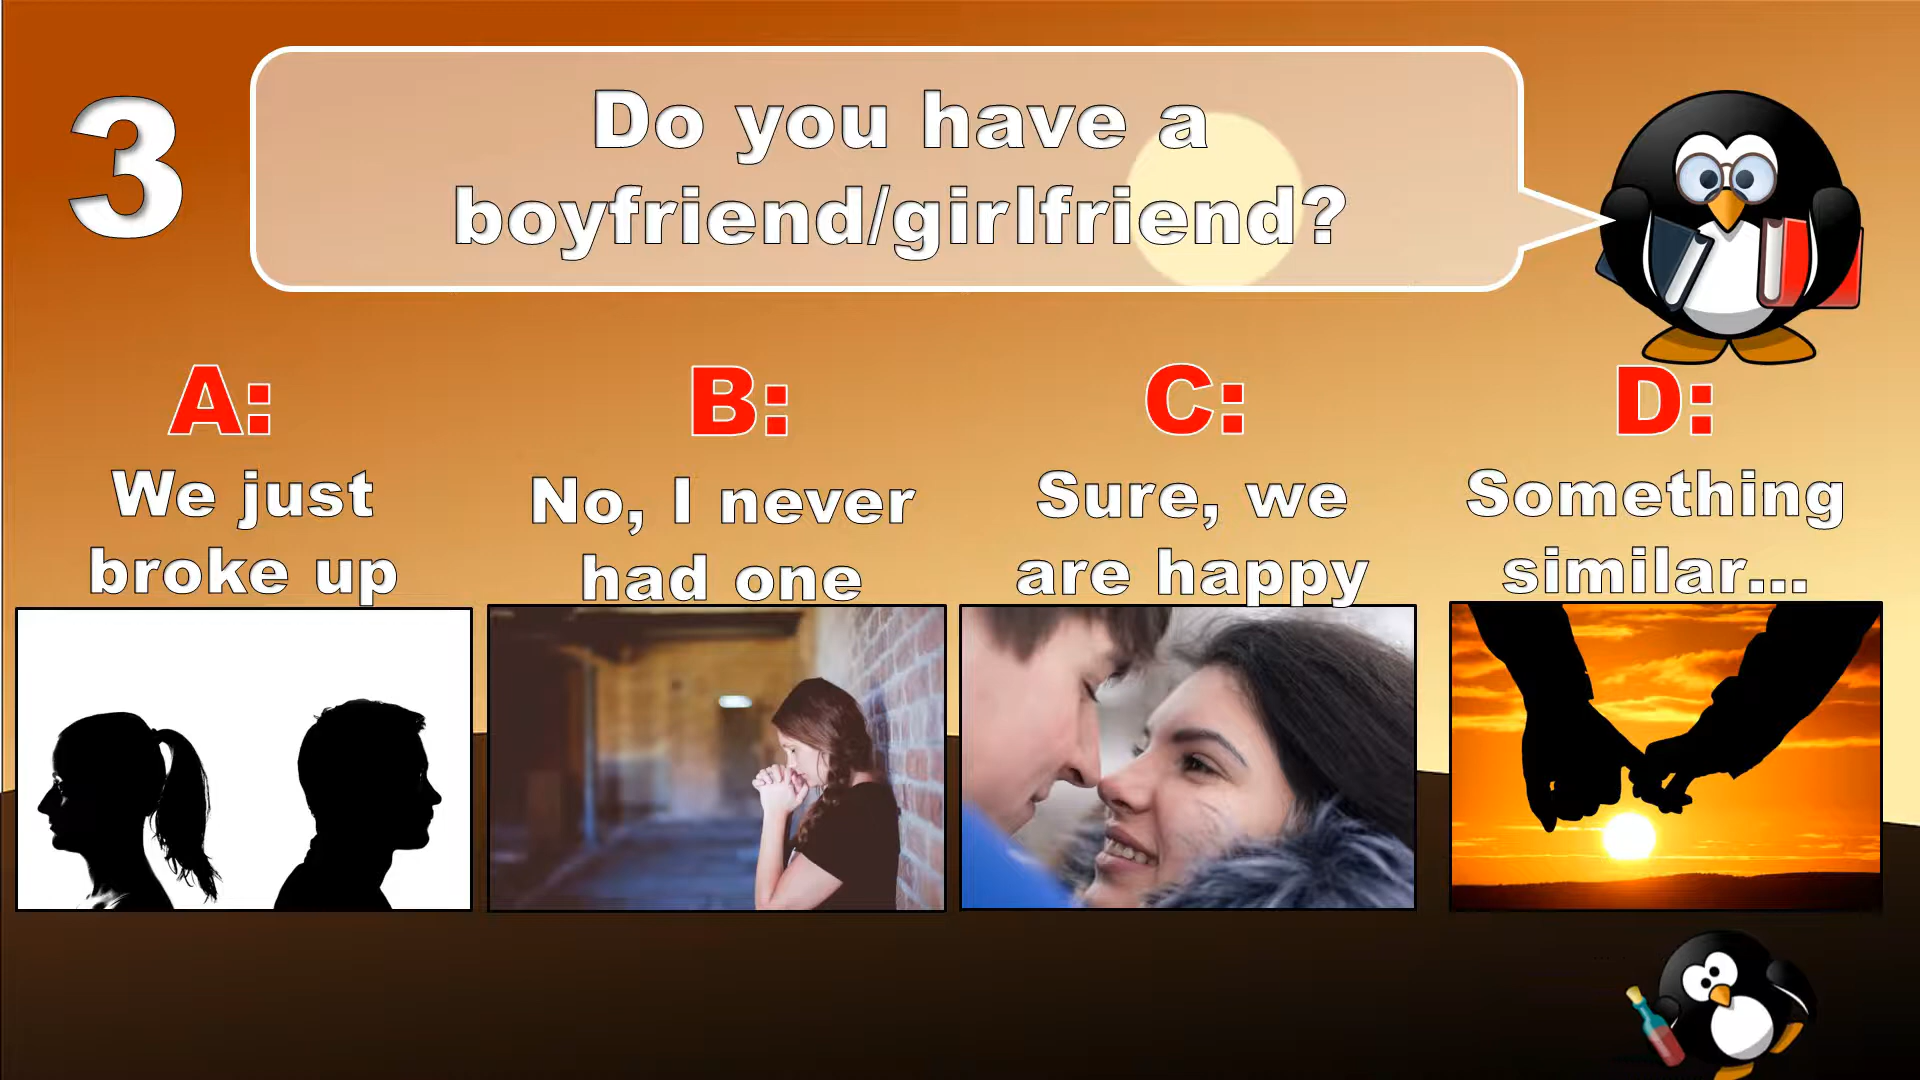 3
Do you have a
boyfriend/girlfriend?
A:
We just
broke up
B:
No, I never
had one
C:
Sure, we
are happy
D:
Something
similar...